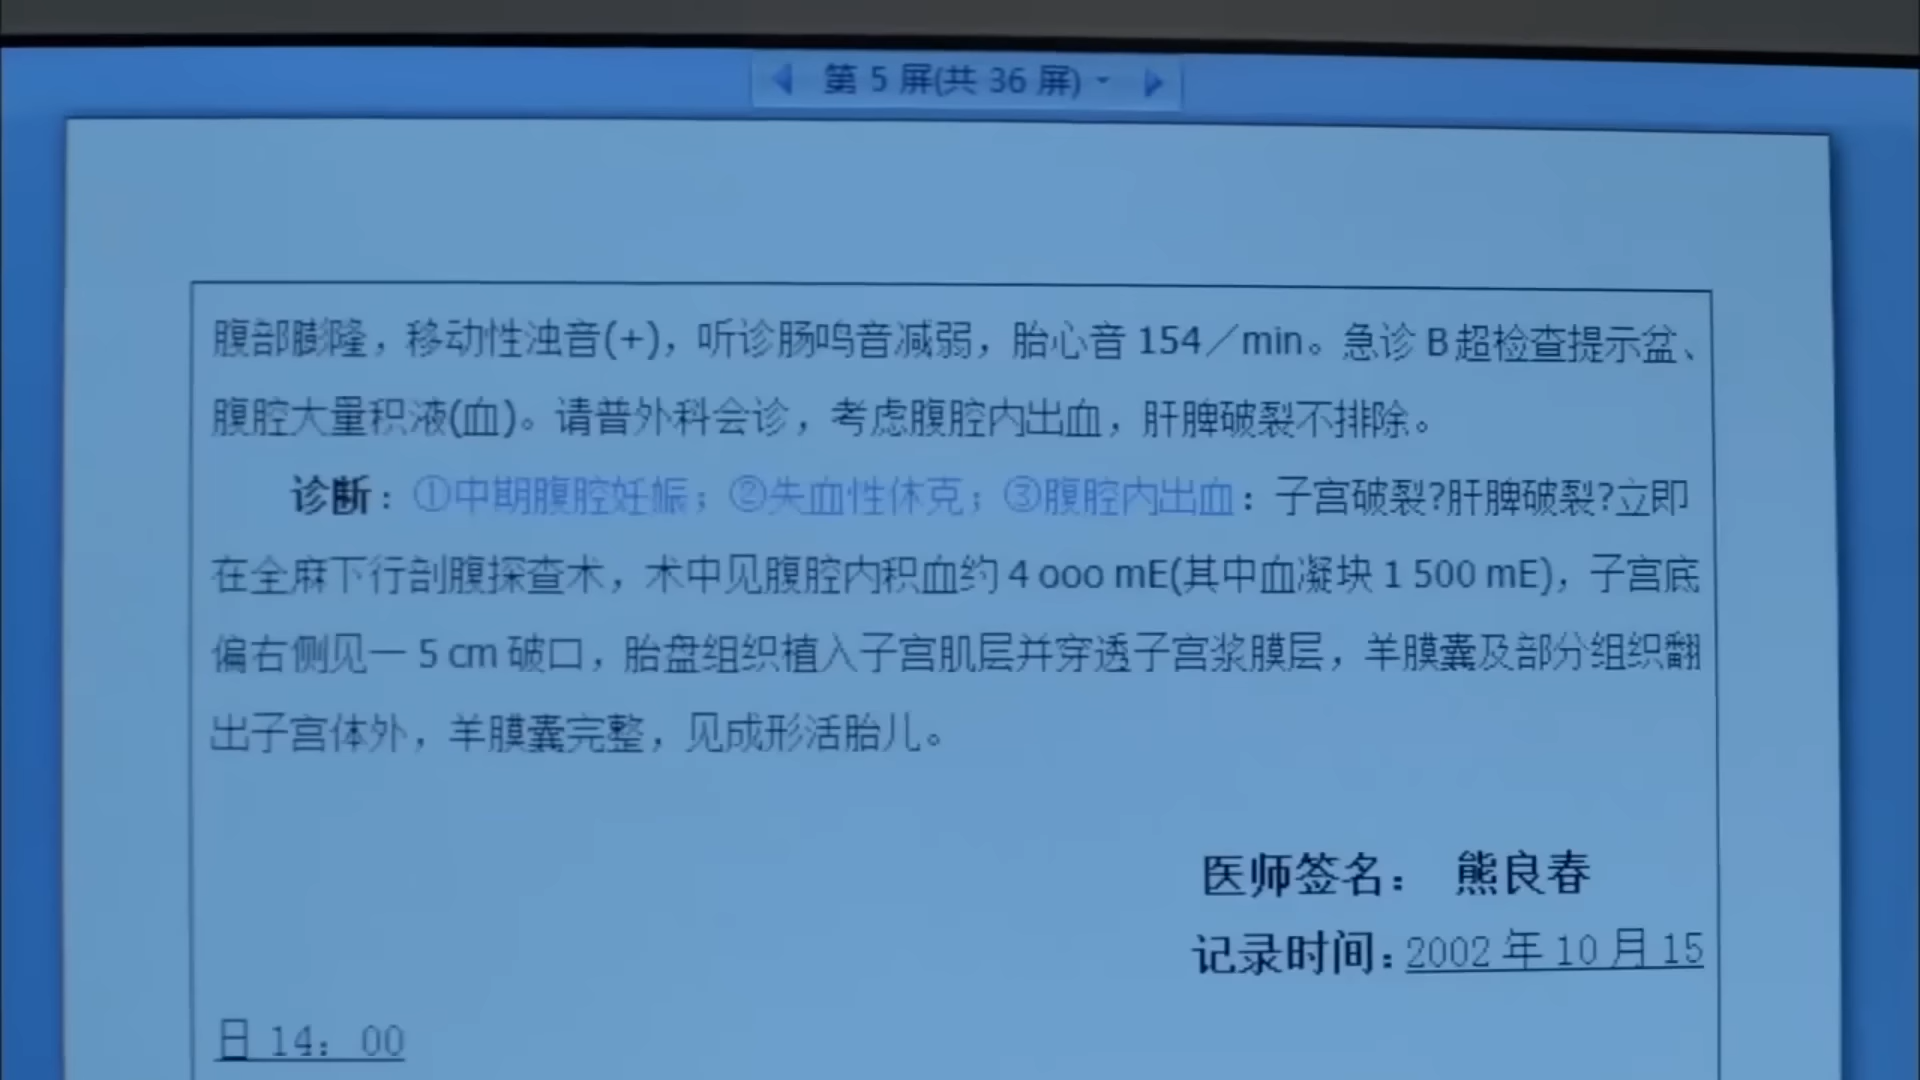 第 5 屏(共 36 屏)
腹部膨隆，移动性浊音(+)，听诊肠鸣音减弱，胎心音 154／min。急诊 B 超检查提示盆、
腹腔大量积液(血)。请普外科会诊，考虑腹腔内出血，肝脾破裂不排除。
诊断：①中期腹腔妊娠；②失血性休克；③腹腔内出血：子宫破裂?肝脾破裂?立即
在全麻下行剖腹探查术，术中见腹腔内积血约 4 ooo mE(其中血凝块 1 500 mE)，子宫底
偏右侧见一 5 cm 破口，胎盘组织植入子宫肌层并穿透子宫浆膜层，羊膜囊及部分组织翻
出子宫体外，羊膜囊完整，见成形活胎儿。
医师签名： 熊良春
记录时间：2002 年 10 月 15
日 14：00